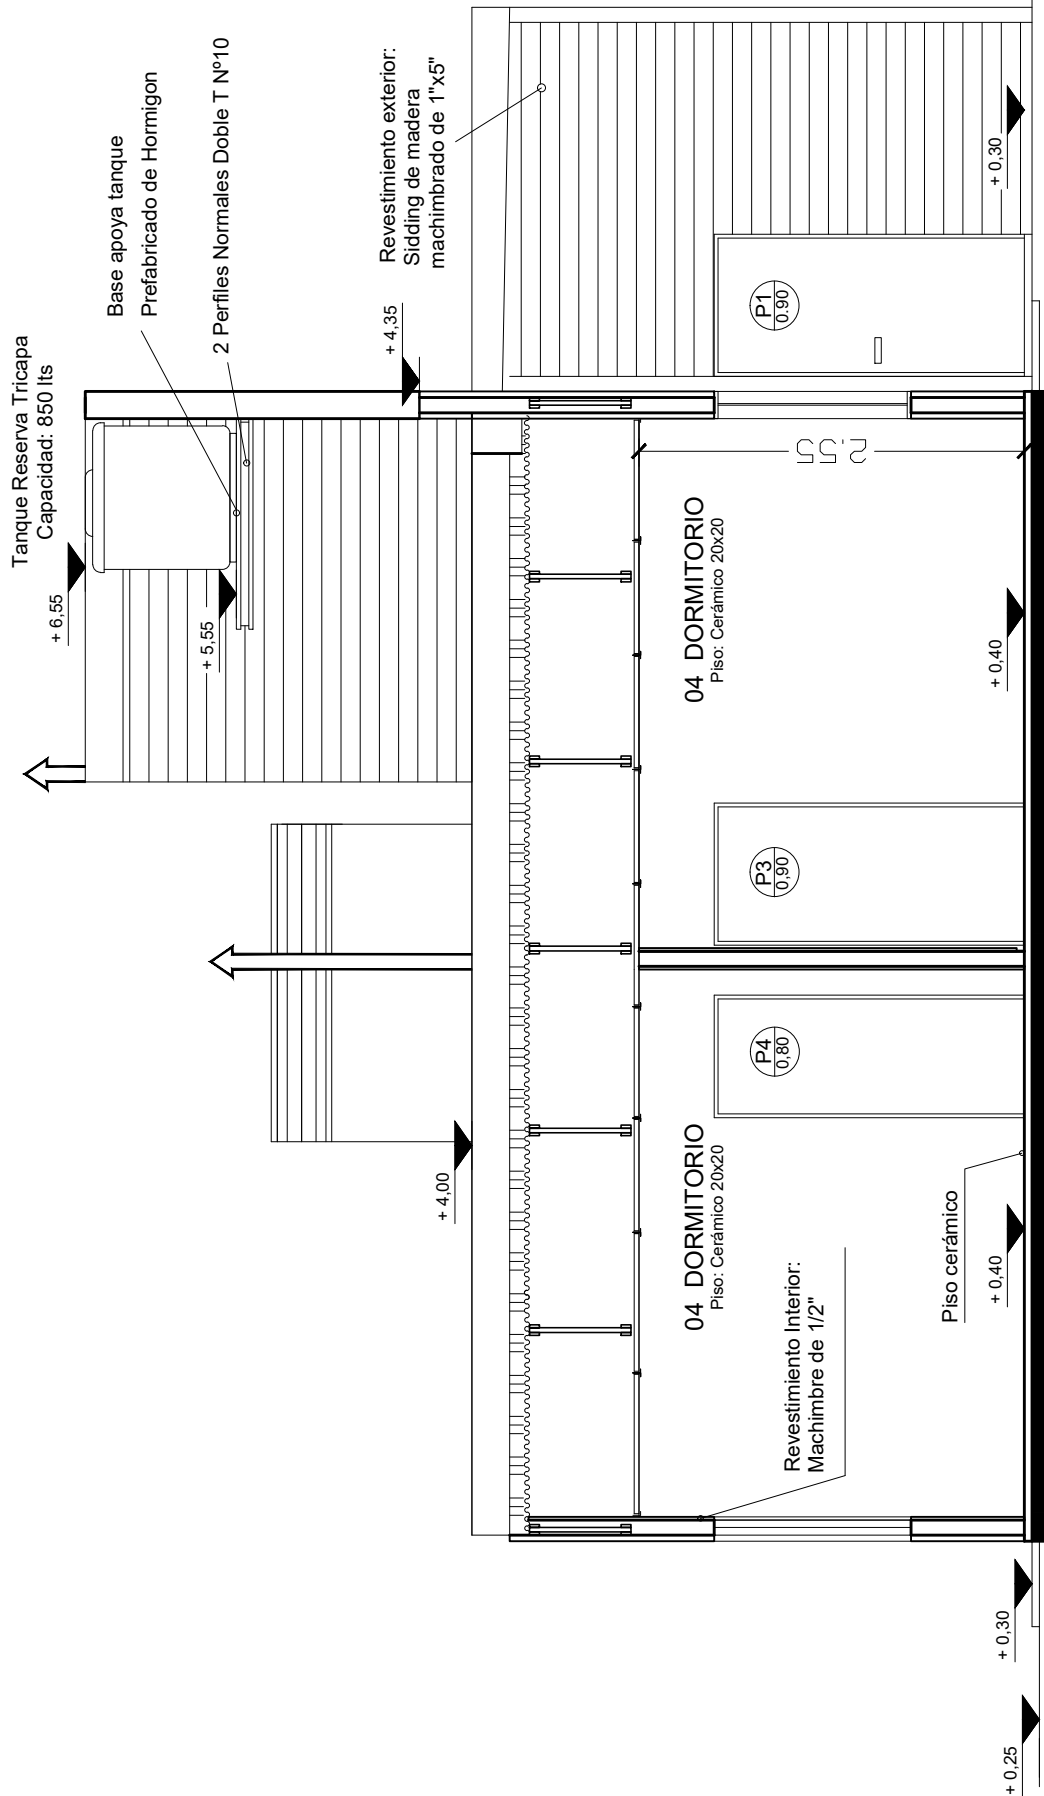 Tanque Reserva Tricapa
Capacidad: 850 lts
Base apoya tanque
Prefabricado de Hormigon
2 Perfiles Normales Doble T Nº10
+ 6,55
+ 5,55
+ 4,35
Revestimiento exterior:
Sidding de madera
machimbrado de 1"x5"
+ 4,00
04 DORMITORIO
Piso: Cerámico 20x20
04 DORMITORIO
Piso: Cerámico 20x20
2.55
P4
0,80
P3
0,90
P1
0.90
Revestimiento Interior:
Machimbre de 1/2"
Piso cerámico
+ 0,25
+ 0,30
+ 0,40
+ 0,40
+ 0,30